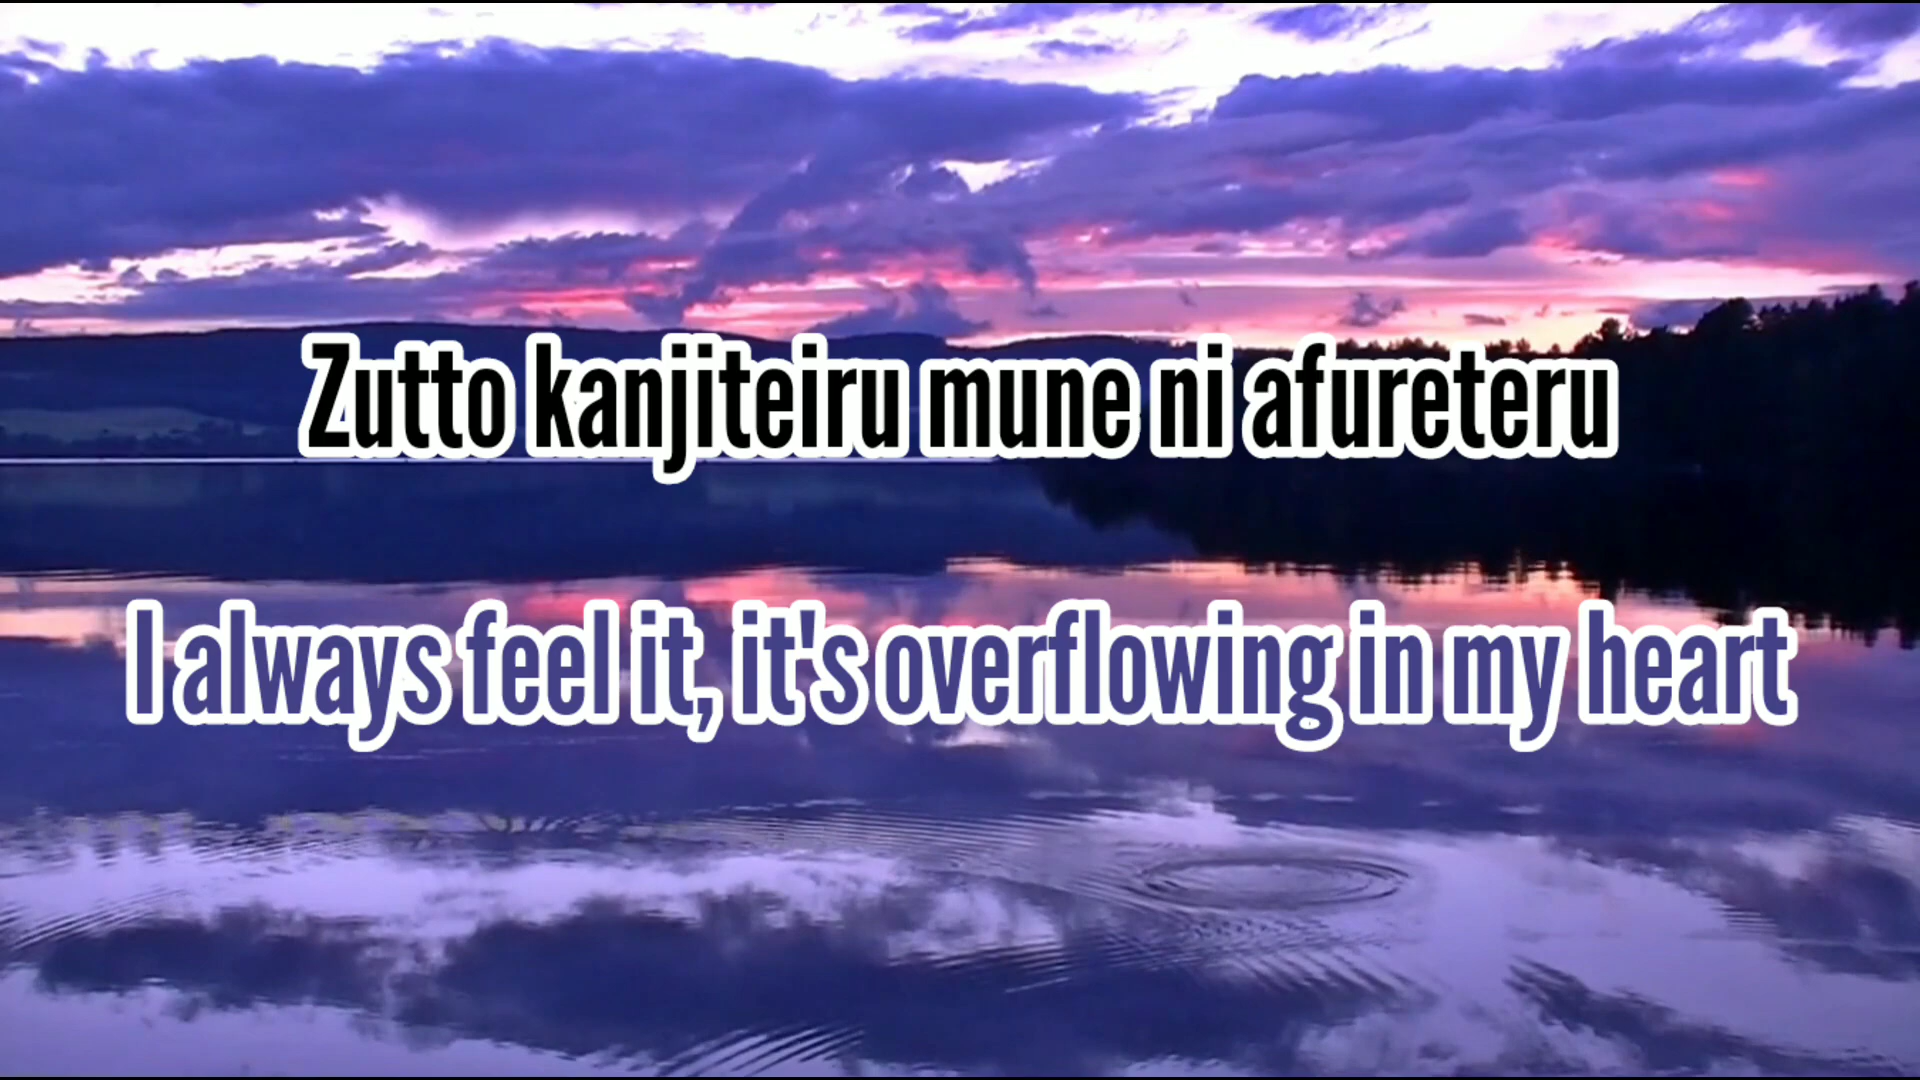 Zutto kanjiteiru mune ni afureteru
I always feel it, it's overflowing in my heart